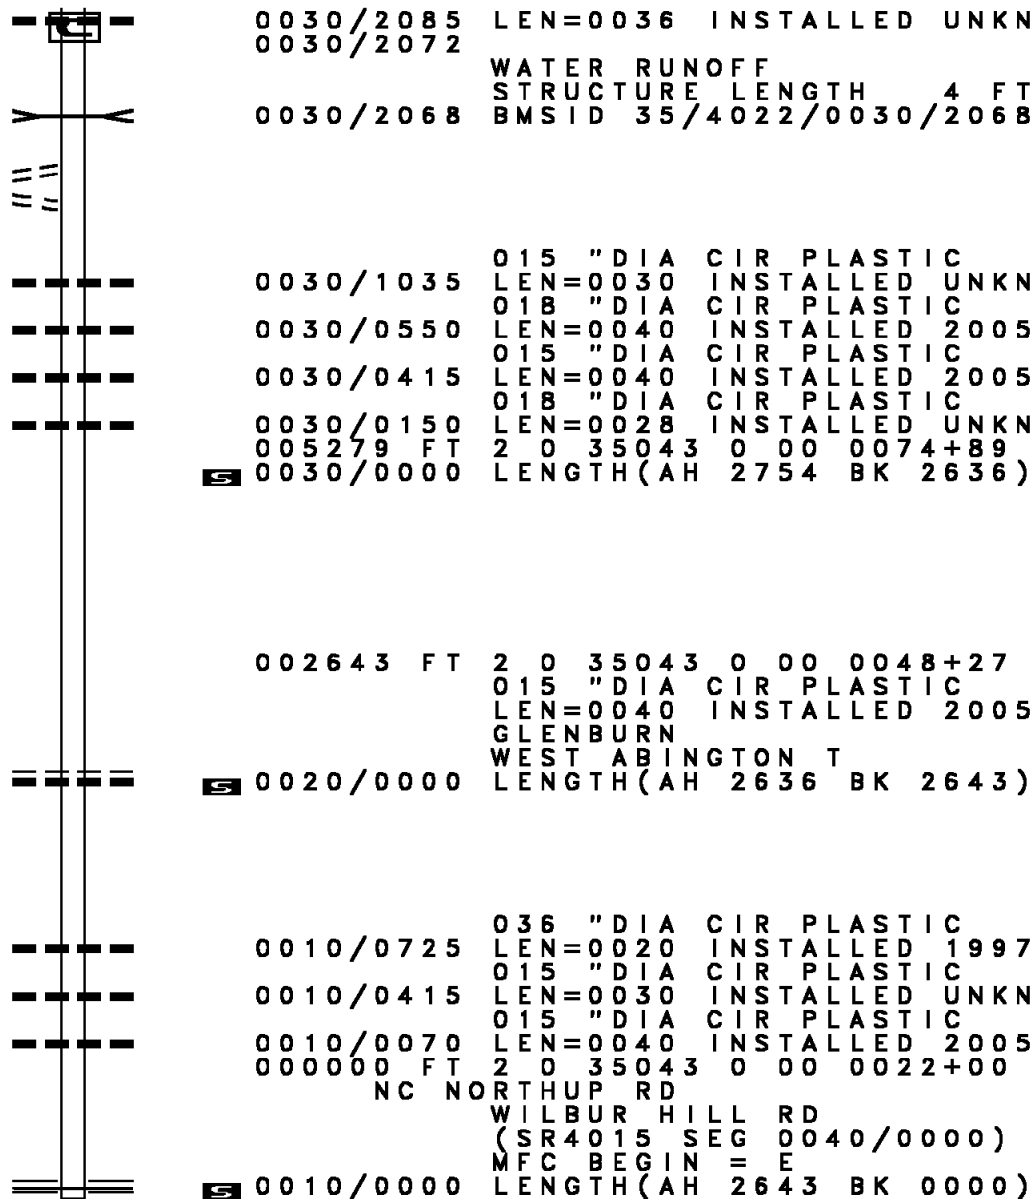 0030/2085 LEN=0036 INSTALLED UNKN
0030/2072
WATER RUNOFF
STRUCTURE LENGTH 4 FT
0030/2068 BMSID 35/4022/0030/2068
015 "DIA CIR PLASTIC
0030/1035 LEN=0030 INSTALLED UNKN
018 "DIA CIR PLASTIC
0030/0550 LEN=0040 INSTALLED 2005
015 "DIA CIR PLASTIC
0030/0415 LEN=0040 INSTALLED 2005
018 "DIA CIR PLASTIC
0030/0150 LEN=0028 INSTALLED UNKN
005279 FT 2 0 35043 0 00 0074+89
S 0030/0000 LENGTH(AH 2754 BK 2636)
002643 FT 2 0 35043 0 00 0048+27
015 "DIA CIR PLASTIC
LEN=0040 INSTALLED 2005
GLENBURN
WEST ABINGTON T
S 0020/0000 LENGTH(AH 2636 BK 2643)
036 "DIA CIR PLASTIC
0010/0725 LEN=0020 INSTALLED 1997
015 "DIA CIR PLASTIC
0010/0415 LEN=0030 INSTALLED UNKN
015 "DIA CIR PLASTIC
0010/0070 LEN=0040 INSTALLED 2005
000000 FT 2 0 35043 0 00 0022+00
NC NORTHUP RD
WILBUR HILL RD
(SR4015 SEG 0040/0000)
MFC BEGIN = E
S 0010/0000 LENGTH(AH 2643 BK 0000)